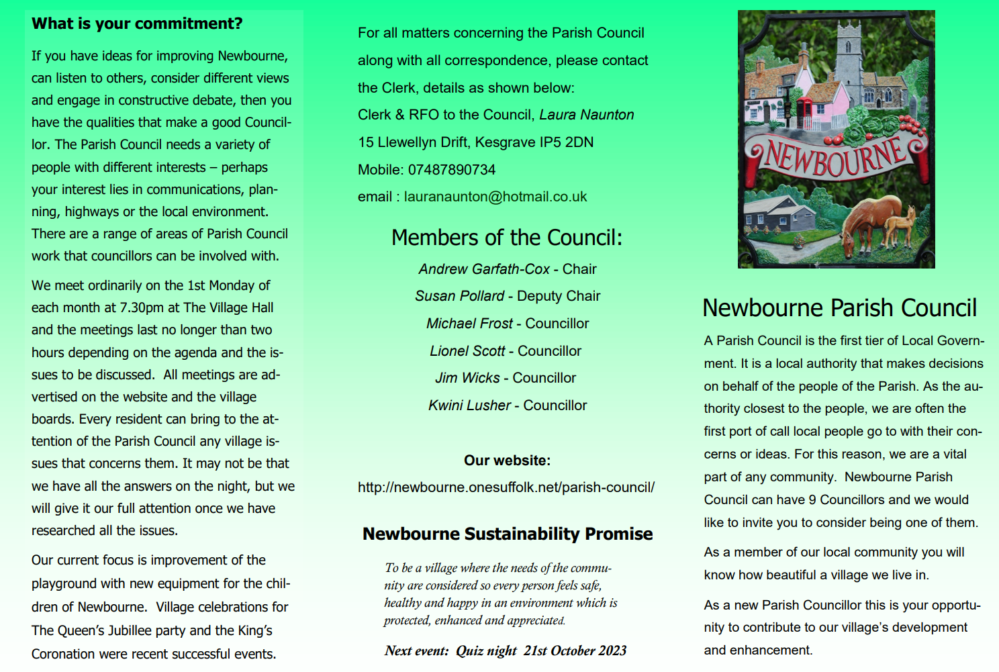 What is your commitment?
If you have ideas for improving Newbourne,
can listen to others, consider different views
and engage in constructive debate, then you
have the qualities that make a good Council-
lor. The Parish Council needs a variety of
people with different interests – perhaps
your interest lies in communications, plan-
ning, highways or the local environment.
There are a range of areas of Parish Council
work that councillors can be involved with.
We meet ordinarily on the 1st Monday of
each month at 7.30pm at The Village Hall
and the meetings last no longer than two
hours depending on the agenda and the is-
sues to be discussed.  All meetings are ad-
vertised on the website and the village
boards. Every resident can bring to the at-
tention of the Parish Council any village is-
sues that concerns them. It may not be that
we have all the answers on the night, but we
will give it our full attention once we have
researched all the issues.
Our current focus is improvement of the
playground with new equipment for the chil-
dren of Newbourne.  Village celebrations for
The Queen’s Jubillee party and the King’s
Coronation were recent successful events.
For all matters concerning the Parish Council
along with all correspondence, please contact
the Clerk, details as shown below:
Clerk & RFO to the Council, Laura Naunton
15 Llewellyn Drift, Kesgrave IP5 2DN
Mobile: 07487890734
email : lauranaunton@hotmail.co.uk
Members of the Council:
Andrew Garfath-Cox - Chair
Susan Pollard - Deputy Chair
Michael Frost - Councillor
Lionel Scott - Councillor
Jim Wicks - Councillor
Kwini Lusher - Councillor
Our website:
http://newbourne.onesuffolk.net/parish-council/
Newbourne Sustainability Promise
To be a village where the needs of the commu-
nity are considered so every person feels safe,
healthy and happy in an environment which is
protected, enhanced and appreciated.
Next event:  Quiz night  21st October 2023
NEWBOURNE
Newbourne Parish Council
A Parish Council is the first tier of Local Govern-
ment. It is a local authority that makes decisions
on behalf of the people of the Parish. As the au-
thority closest to the people, we are often the
first port of call local people go to with their con-
cerns or ideas. For this reason, we are a vital
part of any community.  Newbourne Parish
Council can have 9 Councillors and we would
like to invite you to consider being one of them.
As a member of our local community you will
know how beautiful a village we live in.
As a new Parish Councillor this is your opportu-
nity to contribute to our village’s development
and enhancement.